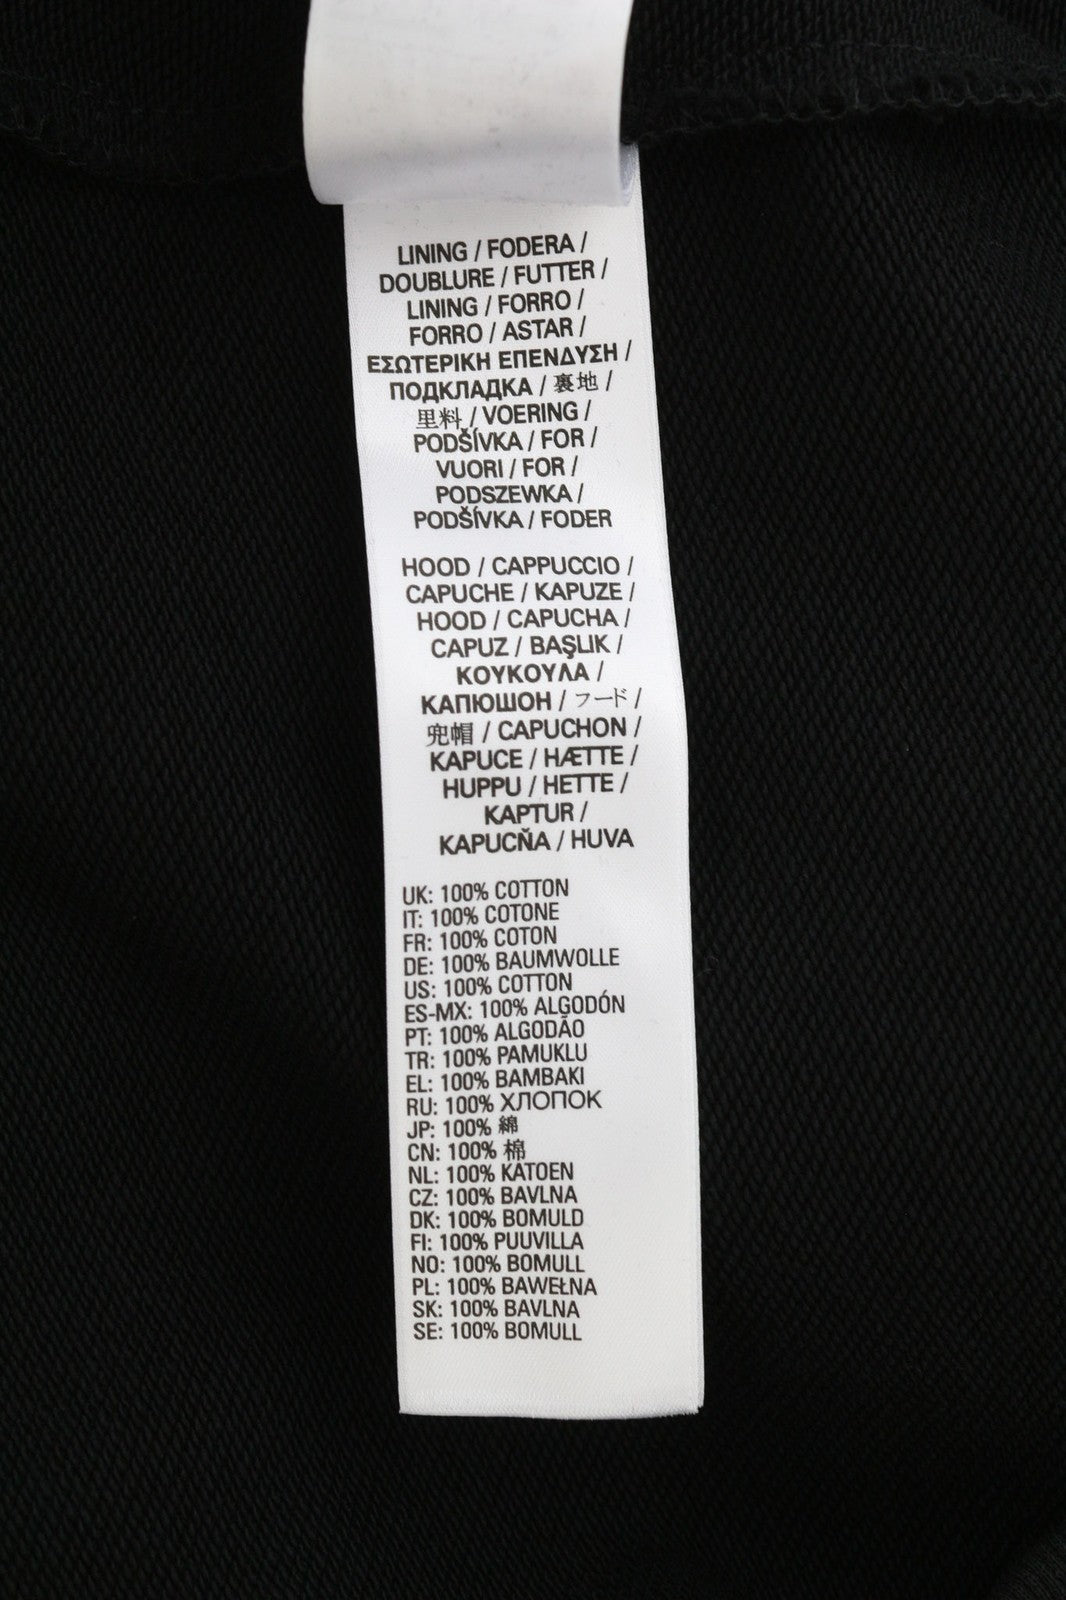 LINING / FODERA /
DOUBLURE / FUTTER /
LINING / FORRO /
FORRO / ASTAR /
ΕΣΩΤΕΡΙΚΗ ΕΠΕΝΔΥΣΗ /
ПОДКЛАДКА / 裏地 /
里料 / VOERING /
PODŠÍVKA / FOR /
VUORI / FOR /
PODSZEWKA /
PODŠÍVKA / FODER
HOOD / CAPPUCCIO /
CAPUCHE / KAPUZE /
HOOD / CAPUCHA /
CAPUZ / BAŞLIK /
ΚΟΥΚΟΥΛΑ /
КАПЮШОН / フード /
兜帽 / CAPUCHON /
KAPUCE / HÆTTE /
HUPPU / HETTE /
KAPTUR /
KAPUCŇA / HUVA
UK: 100% COTTON
IT: 100% COTONE
FR: 100% COTON
DE: 100% BAUMWOLLE
US: 100% COTTON
ES-MX: 100% ALGODÓN
PT: 100% ALGODÃO
TR: 100% PAMUKLU
EL: 100% ΒΑΜΒΑΚΙ
RU: 100% ХЛОПОК
JP: 100% 綿
CN: 100% 棉
NL: 100% KATOEN
CZ: 100% BAVLNA
DK: 100% BOMULD
FI: 100% PUUVILLA
NO: 100% BOMULL
PL: 100% BAWEŁNA
SK: 100% BAVLNA
SE: 100% BOMULL